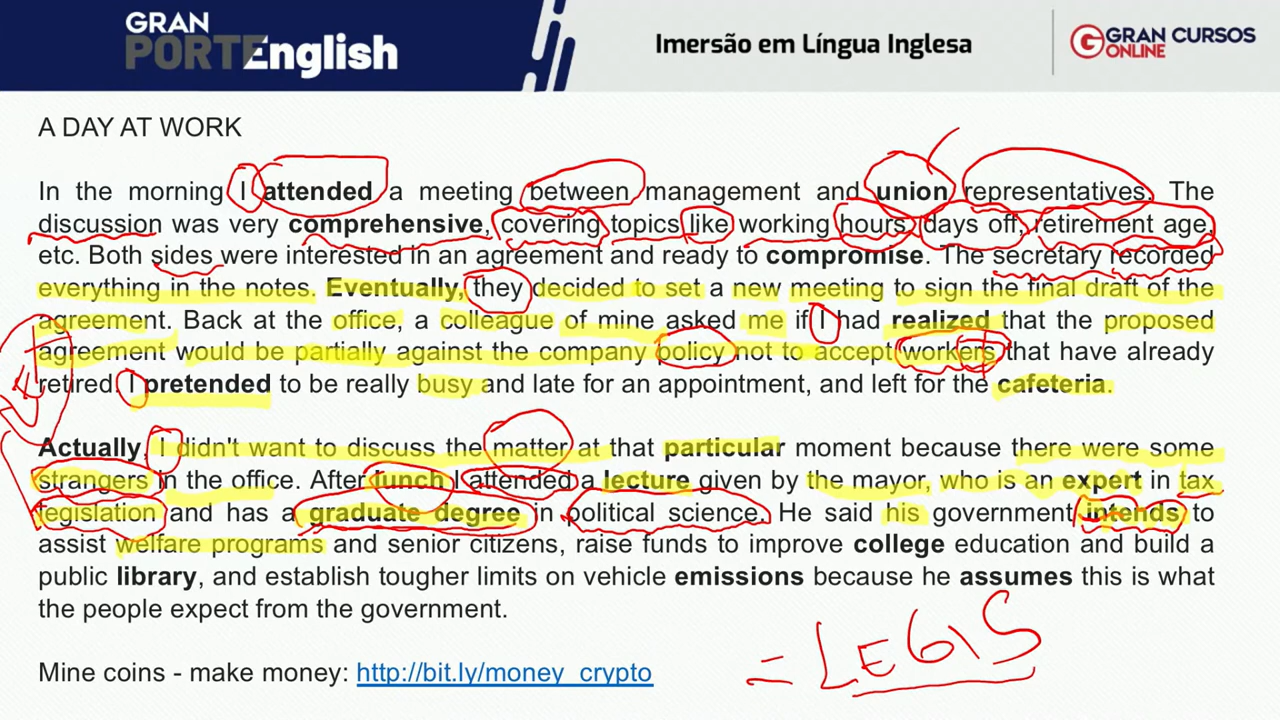 GRAN
PORTEnglish
Imersão em Língua Inglesa
GRAN CURSOS
ONLINE
A DAY AT WORK
In the morning I attended a meeting between management and union representatives. The
discussion was very comprehensive, covering topics like working hours, days off, retirement age,
etc. Both sides were interested in an agreement and ready to compromise. The secretary recorded
everything in the notes. Eventually, they decided to set a new meeting to sign the final draft of the
agreement. Back at the office, a colleague of mine asked me if I had realized that the proposed
agreement would be partially against the company policy not to accept workers that have already
retired. I pretended to be really busy and late for an appointment, and left for the cafeteria.
Actually, I didn't want to discuss the matter at that particular moment because there were some
strangers in the office. After lunch I attended a lecture given by the mayor, who is an expert in tax
legislation and has a graduate degree in political science. He said his government intends to
assist welfare programs and senior citizens, raise funds to improve college education and build a
public library, and establish tougher limits on vehicle emissions because he assumes this is what
the people expect from the government.
= LEGIS
Mine coins - make money: http://bit.ly/money_crypto